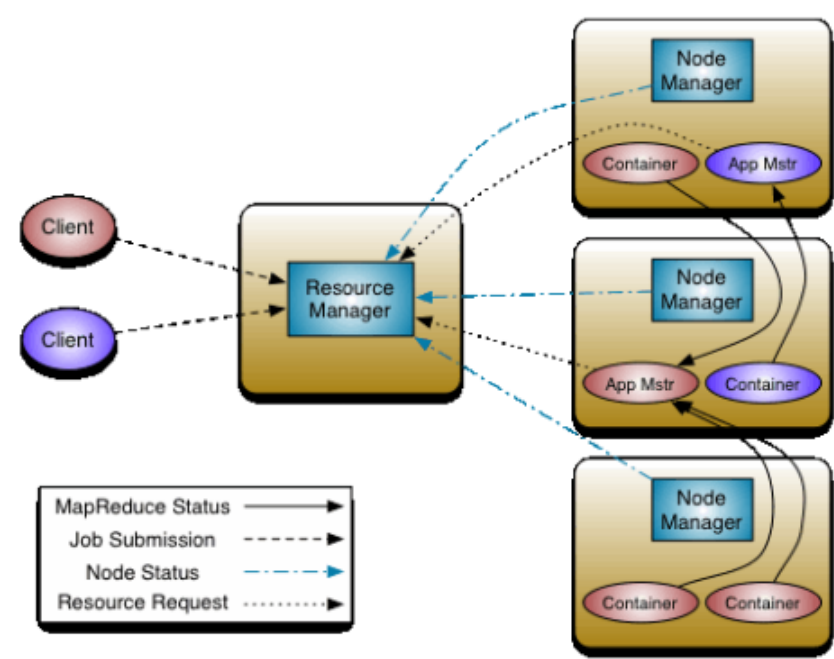 Node
Manager
Container
App Mstr
Client
Resource
Manager
Client
Node
Manager
App Mstr
Container
Node
Manager
Container
Container
MapReduce Status
Job Submission
Node Status
Resource Request